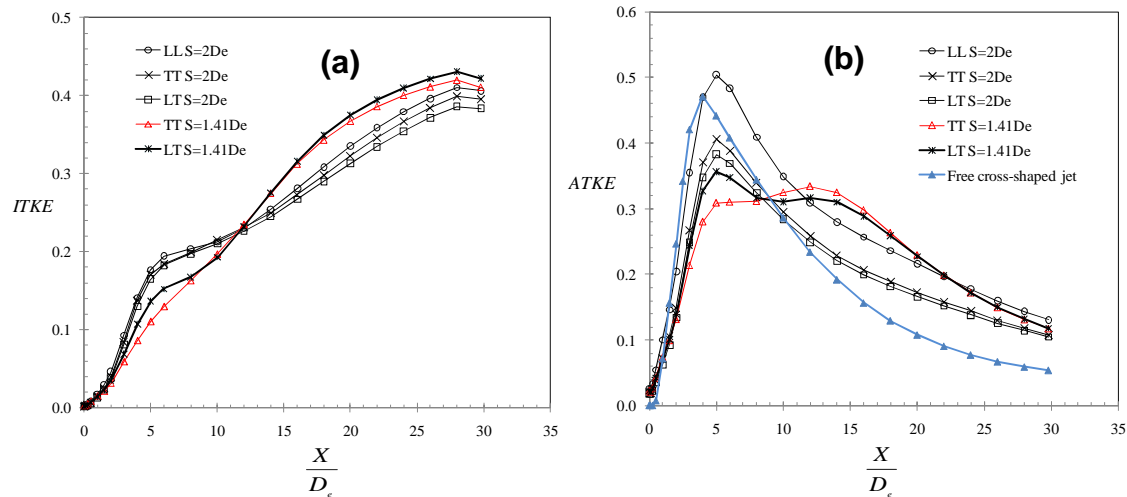 (a)
0.5
0.4
0.3
0.2
0.1
0.0
ITKE
LL S=2De
TT S=2De
LT S=2De
TT S=1.41De
LT S=1.41De
0 5 10 15 20 25 30 35
X
D_e
(b)
0.6
0.5
0.4
0.3
0.2
0.1
0.0
ATKE
LL S=2De
TT S=2De
LT S=2De
TT S=1.41De
LT S=1.41De
Free cross-shaped jet
0 5 10 15 20 25 30 35
X
D_e